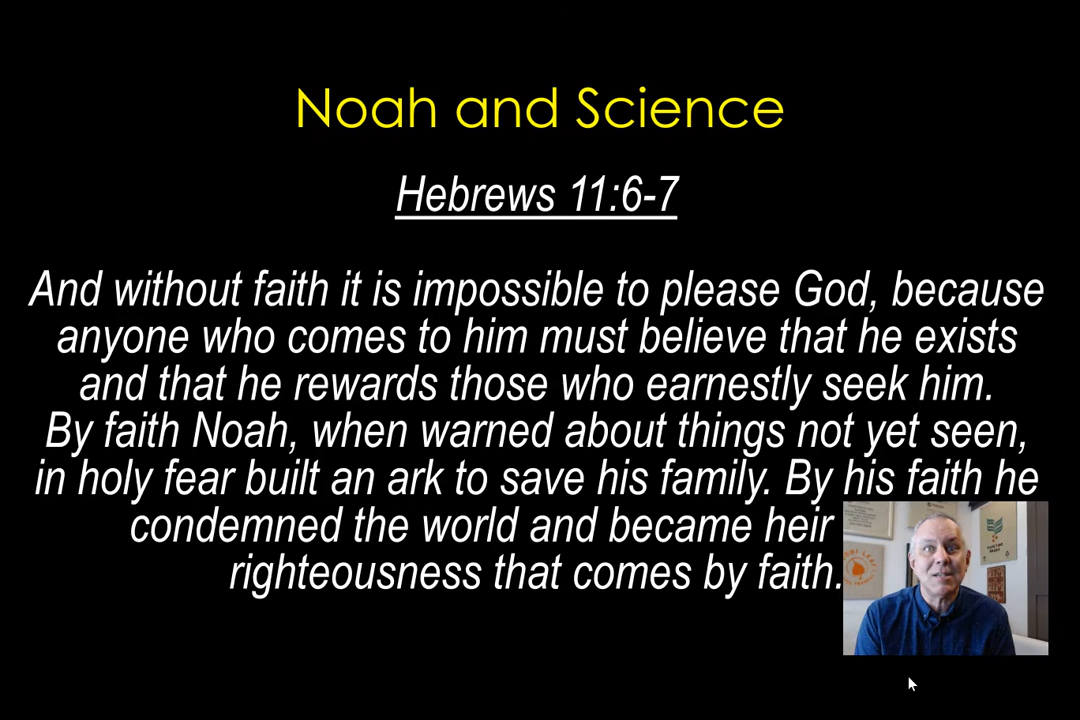 Noah and Science
Hebrews 11:6-7
And without faith it is impossible to please God, because
anyone who comes to him must believe that he exists
and that he rewards those who earnestly seek him.
By faith Noah, when warned about things not yet seen,
in holy fear built an ark to save his family. By his faith he
condemned the world and became heir
righteousness that comes by faith.